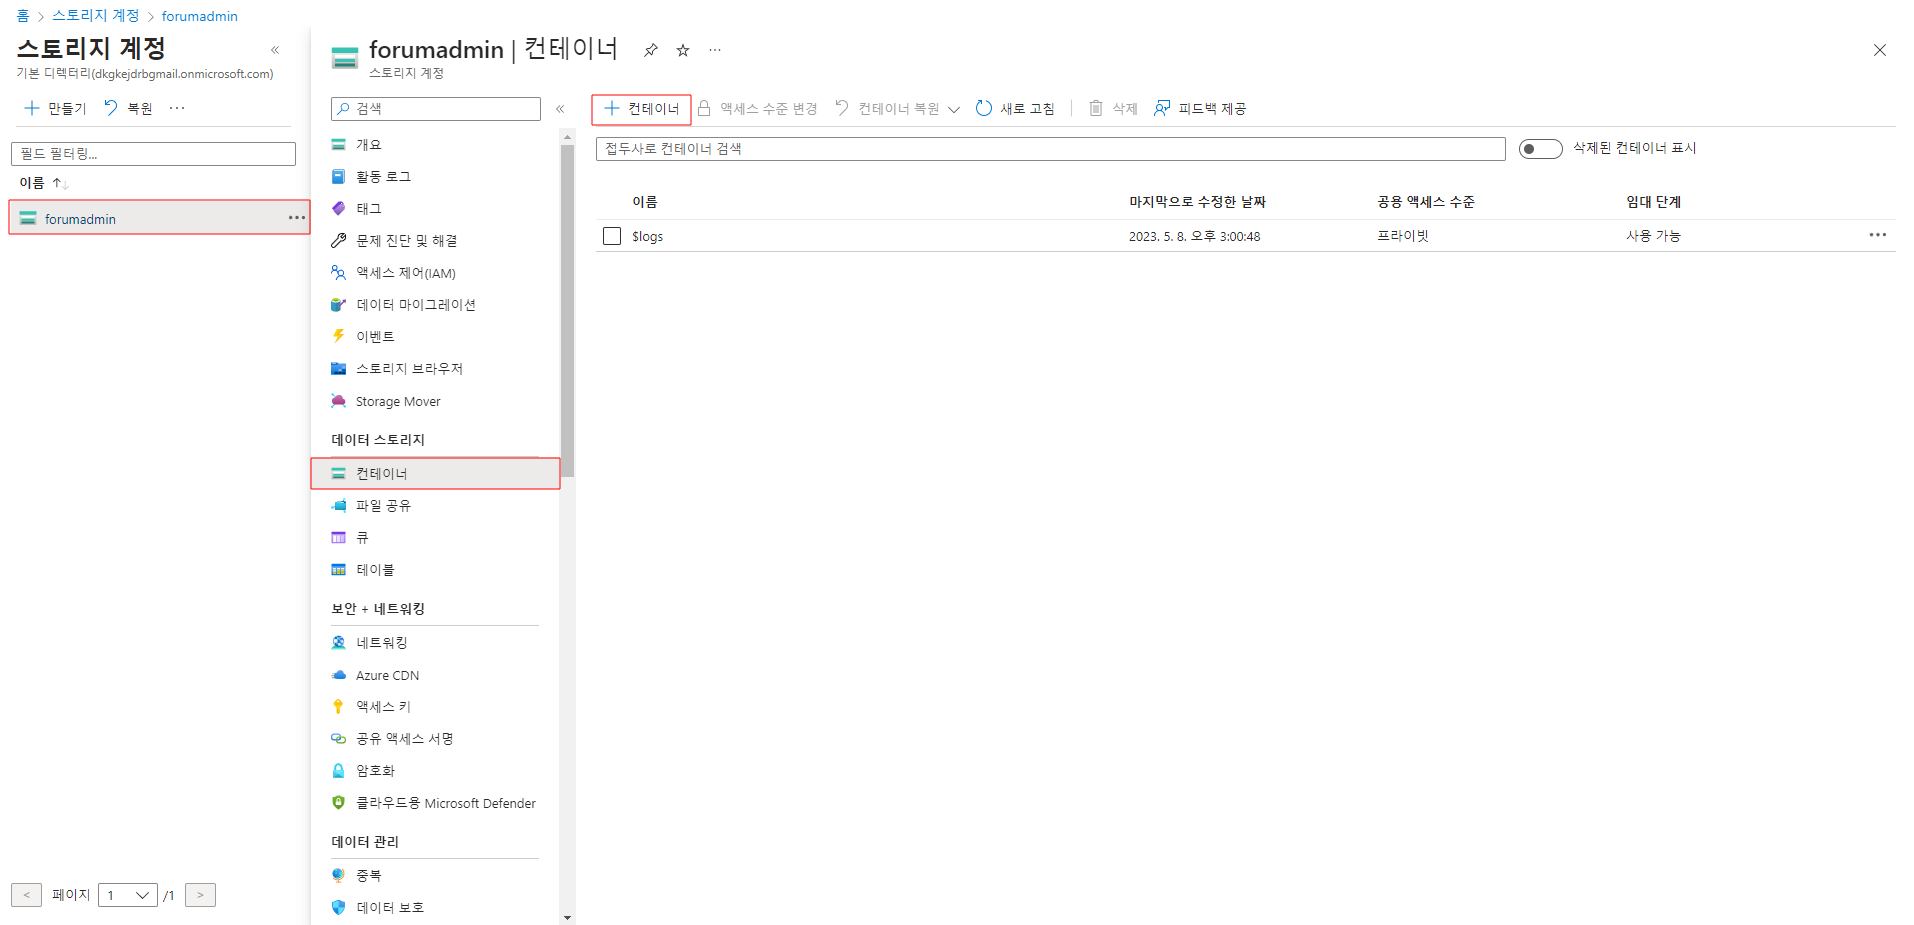 홈 > 스토리지 계정 > forumadmin
스토리지 계정
기본 디렉터리(dkgkejdrbgmail.onmicrosoft.com)
만들기 복원 ···
필드 필터링...
이름
forumadmin ···
< 페이지 1 /1 >
forumadmin | 컨테이너
스토리지 계정
검색
개요
활동 로그
태그
문제 진단 및 해결
액세스 제어(IAM)
데이터 마이그레이션
이벤트
스토리지 브라우저
Storage Mover
데이터 스토리지
컨테이너
파일 공유
큐
테이블
보안 + 네트워킹
네트워킹
Azure CDN
액세스 키
공유 액세스 서명
암호화
클라우드용 Microsoft Defender
데이터 관리
중복
데이터 보호
컨테이너 액세스 수준 변경 컨테이너 복원 새로 고침 삭제 피드백 제공
접두사로 컨테이너 검색 삭제된 컨테이너 표시
이름 마지막으로 수정한 날짜 공용 액세스 수준 임대 단계
$logs 2023. 5. 8. 오후 3:00:48 프라이빗 사용 가능 ···